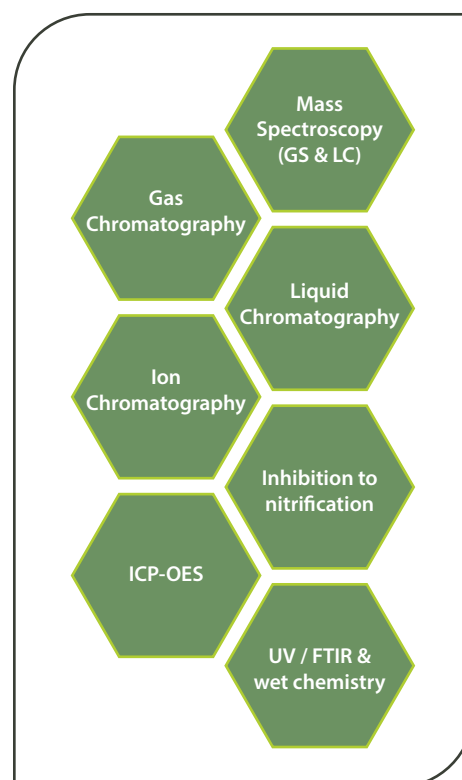 Mass
Spectroscopy
(GS & LC)
Gas
Chromatography
Liquid
Chromatography
Ion
Chromatography
Inhibition to
nitrification
ICP-OES
UV / FTIR &
wet chemistry